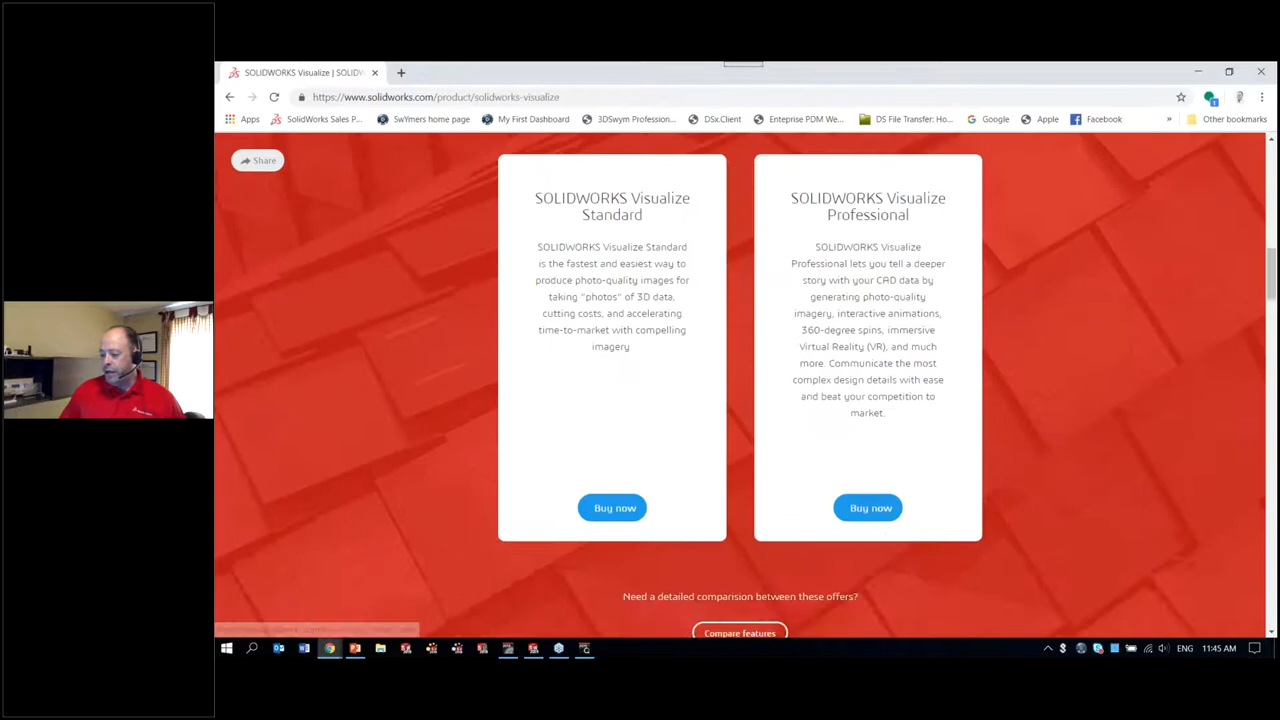 SOLIDWORKS Visualize | SOLIDW
https://www.solidworks.com/product/solidworks-visualize
Apps
SolidWorks Sales P...
SwYmers home page
My First Dashboard
3DSwym Profession...
DSx.Client
Enteprise PDM We...
DS File Transfer: Ho...
Google
Apple
Facebook
»
Other bookmarks
Share
SOLIDWORKS Visualize
Standard
SOLIDWORKS Visualize Standard
is the fastest and easiest way to
produce photo-quality images for
taking "photos" of 3D data,
cutting costs, and accelerating
time-to-market with compelling
imagery
Buy now
SOLIDWORKS Visualize
Professional
SOLIDWORKS Visualize
Professional lets you tell a deeper
story with your CAD data by
generating photo-quality
imagery, interactive animations,
360-degree spins, immersive
Virtual Reality (VR), and much
more. Communicate the most
complex design details with ease
and beat your competition to
market.
Buy now
Need a detailed comparision between these offers?
Compare features
ENG
11:45 AM